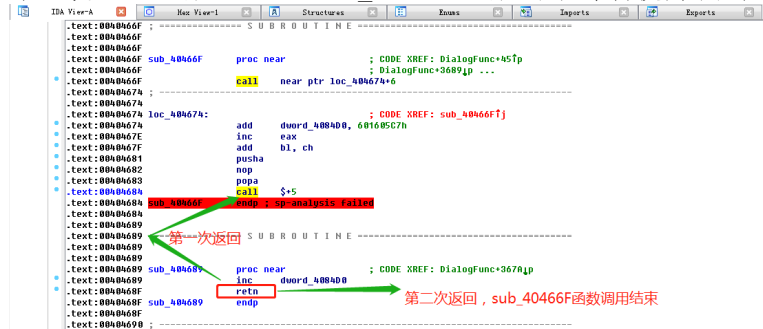 IDA View-A Hex View-1 Structures Enums Imports Exports
.text:0040466F ; =============== S U B R O U T I N E =======================================
.text:0040466F
.text:0040466F
.text:0040466F sub_40466F proc near ; CODE XREF: DialogFunc+45↑p
.text:0040466F ; DialogFunc+3689↓p ...
.text:0040466F call near ptr loc_404674+6
.text:00404674 ; ---------------------------------------------------------------------------
.text:00404674
.text:00404674 loc_404674: ; CODE XREF: sub_40466F↑j
.text:00404674 add dword_4084D0, 601605C7h
.text:0040467E inc eax
.text:0040467F add bl, ch
.text:00404681 pusha
.text:00404682 nop
.text:00404683 popa
.text:00404684 call $+5
.text:00404684 sub_40466F endp ; sp-analysis failed
.text:00404684
.text:00404689
.text:00404689 =============== S U B R O U T I N E =======================================
第一次返回
.text:00404689
.text:00404689
.text:00404689 sub_404689 proc near ; CODE XREF: DialogFunc+367A↓p
.text:00404689 inc dword_4084D0
.text:0040468F retn
第二次返回，sub_40466F函数调用结束
.text:0040468F sub_404689 endp
.text:0040468F
.text:00404690 ; ---------------------------------------------------------------------------